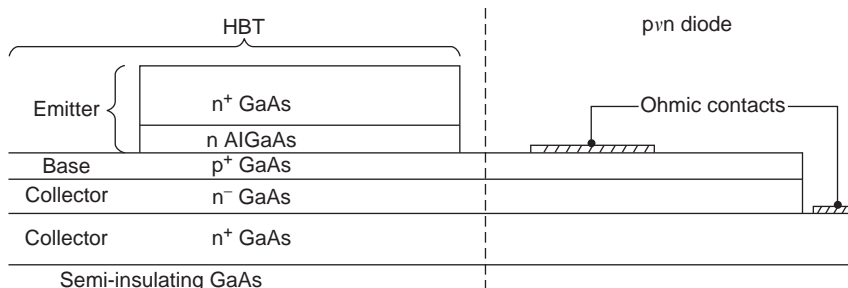 HBT
pνn diode
Emitter
n+ GaAs
Ohmic contacts
n AlGaAs
Base
p+ GaAs
Collector
n− GaAs
Collector
n+ GaAs
Semi-insulating GaAs